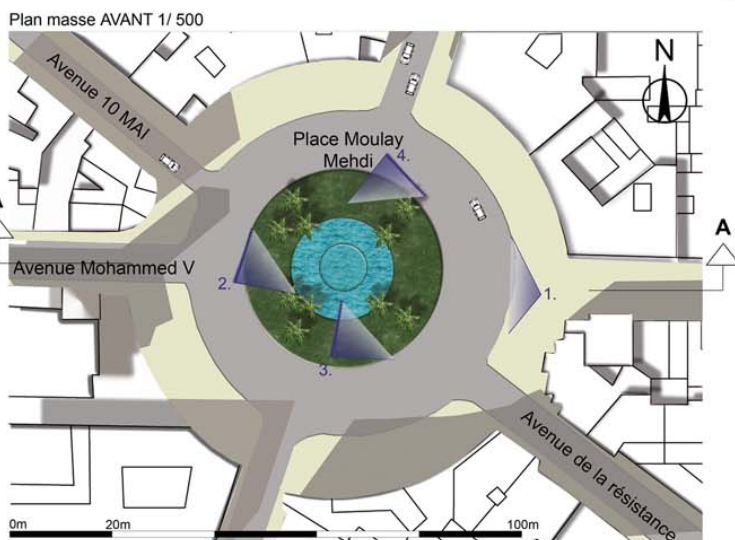 Plan masse AVANT 1/ 500
N
Avenue 10 MAI
Place Moulay
Mehdi
4.
A
A
Avenue Mohammed V
2.
1.
3.
Avenue de la résistance
0m
20m
100m